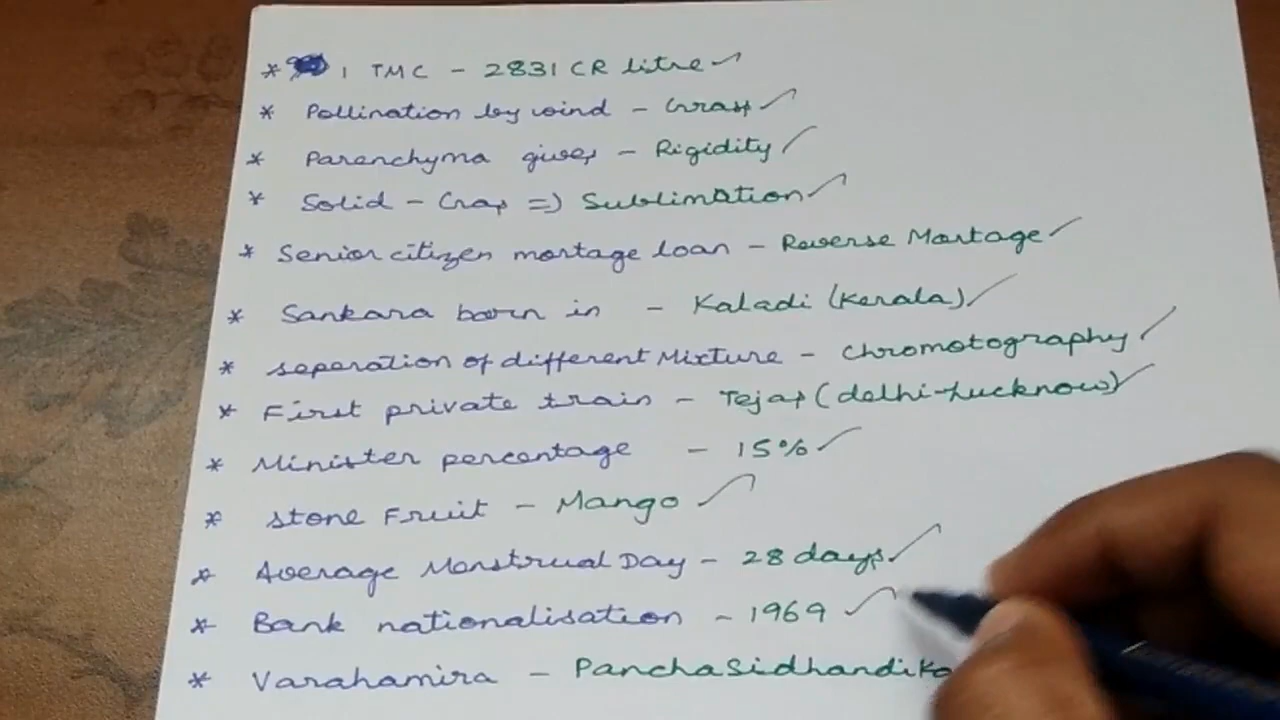 * 1 TMC - 2831 CR litre
* Pollination by wind - Grass
* Parenchyma gives - Rigidity
* Solid - Gas => Sublimation
* Senior citizen mortage loan - Reverse Mortage
* Sankara born in - Kaladi (Kerala)
* seperation of different Mixture - Chromotography
* First private train - Tejas (delhi-Lucknow)
* Minister percentage - 15%
* Stone Fruit - Mango
* Average Menstrual Day - 28 days
* Bank nationalisation - 1969
* Varahamira - PanchaSidhandika